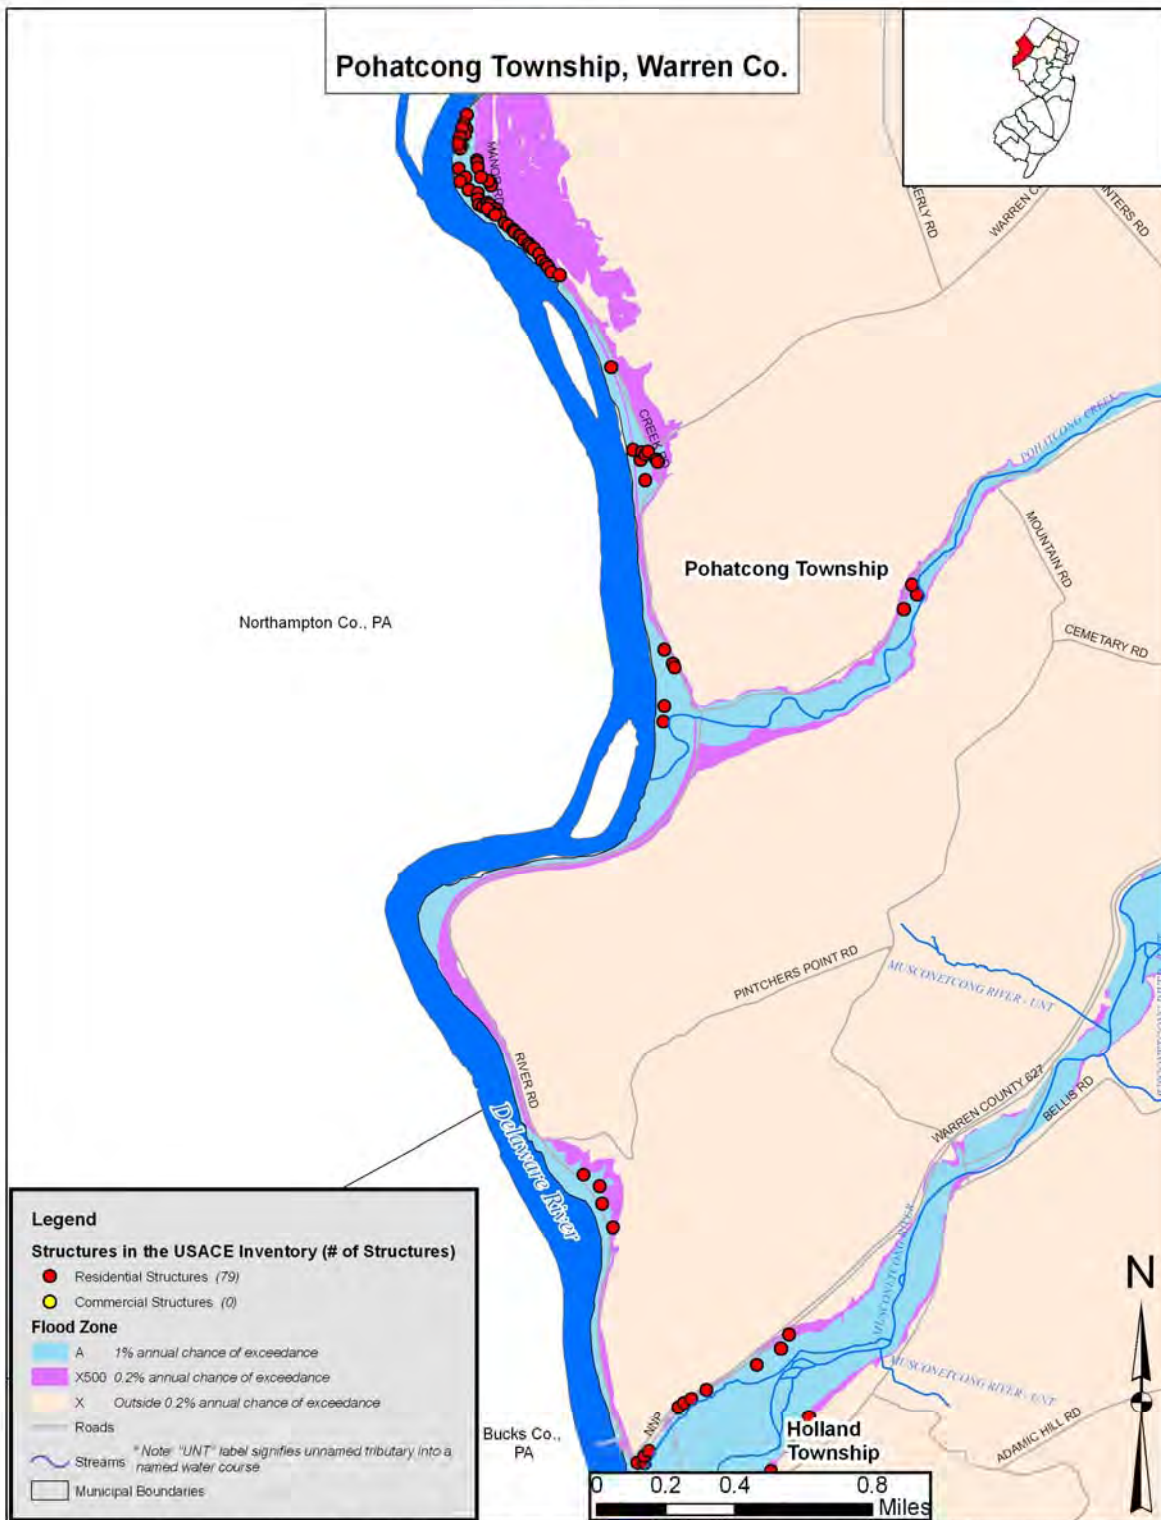 Pohatcong Township, Warren Co.
MANOR RD
ERLY RD
WARREN C
NTERS RD
CREEK RD
POHATCONG CREEK
MOUNTAIN RD
Pohatcong Township
CEMETARY RD
Northampton Co., PA
PINTCHERS POINT RD
MUSCONETCONG RIVER - UNT
RIVER RD
WARREN COUNTY 627
BELLIS RD
Delaware River
MUSCONETCONG RIVER
MUSCONETCONG RIVER - UNT
NNP
Bucks Co.,
PA
Holland
Township
ADAMIC HILL RD
N
0 0.2 0.4 0.8
Miles
Legend
Structures in the USACE Inventory (# of Structures)
Residential Structures (79)
Commercial Structures (0)
Flood Zone
A 1% annual chance of exceedance
X500 0.2% annual chance of exceedance
X Outside 0.2% annual chance of exceedance
Roads
Streams * Note: "UNT" label signifies unnamed tributary into a
named water course
Municipal Boundaries